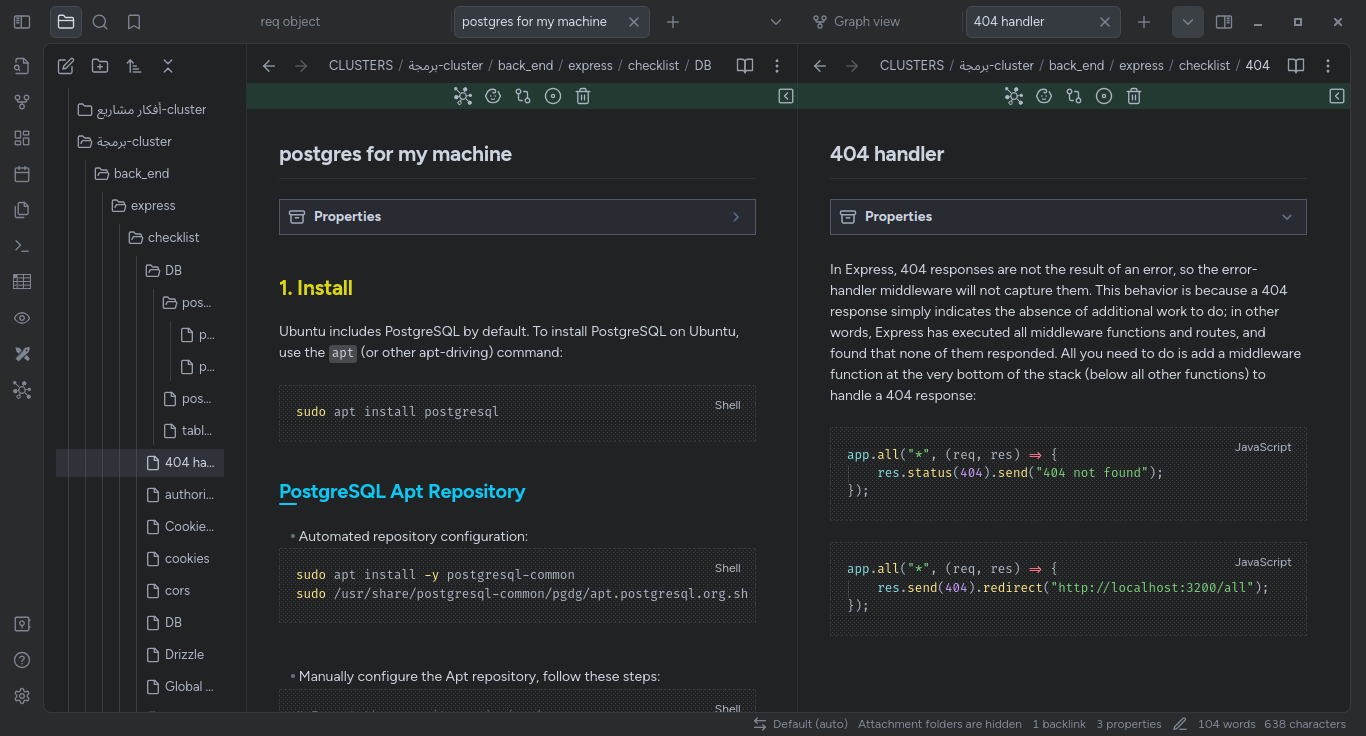 req object
postgres for my machine
Graph view
404 handler
CLUSTERS / برمجة-cluster / back_end / express / checklist / DB
CLUSTERS / برمجة-cluster / back_end / express / checklist / 404
أفكار مشاريع-cluster
برمجة-cluster
back_end
express
checklist
DB
pos...
p...
p...
pos...
tabl...
404 ha...
authori...
Cookie...
cookies
cors
DB
Drizzle
Global ...
postgres for my machine
Properties
1. Install
Ubuntu includes PostgreSQL by default. To install PostgreSQL on Ubuntu,
use the apt (or other apt-driving) command:
Shell
sudo apt install postgresql
PostgreSQL Apt Repository
• Automated repository configuration:
Shell
sudo apt install -y postgresql-common
sudo /usr/share/postgresql-common/pgdg/apt.postgresql.org.sh
• Manually configure the Apt repository, follow these steps:
Shell
404 handler
Properties
In Express, 404 responses are not the result of an error, so the error-
handler middleware will not capture them. This behavior is because a 404
response simply indicates the absence of additional work to do; in other
words, Express has executed all middleware functions and routes, and
found that none of them responded. All you need to do is add a middleware
function at the very bottom of the stack (below all other functions) to
handle a 404 response:
JavaScript
app.all("*", (req, res) => {
res.status(404).send("404 not found");
});
JavaScript
app.all("*", (req, res) => {
res.send(404).redirect("http://localhost:3200/all");
});
Default (auto) Attachment folders are hidden 1 backlink 3 properties 104 words 638 characters